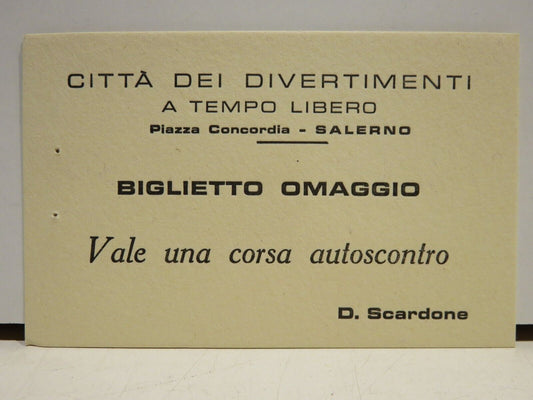 CITTÀ DEI DIVERTIMENTI
A TEMPO LIBERO
Piazza Concordia - SALERNO
BIGLIETTO OMAGGIO
Vale una corsa autoscontro
D. Scardone